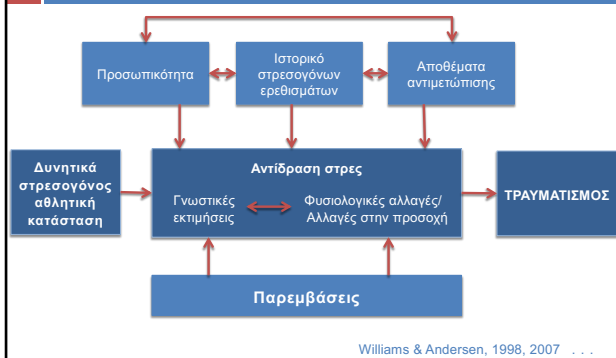 Προσωπικότητα
Ιστορικό
στρεσογόνων
ερεθισμάτων
Αποθέματα
αντιμετώπισης
Δυνητικά
στρεσογόνος
αθλητική
κατάσταση
Αντίδραση στρες
Γνωστικές
εκτιμήσεις
Φυσιολογικές αλλαγές/
Αλλαγές στην προσοχή
ΤΡΑΥΜΑΤΙΣΜΟΣ
Παρεμβάσεις
Williams & Andersen, 1998, 2007 . . .